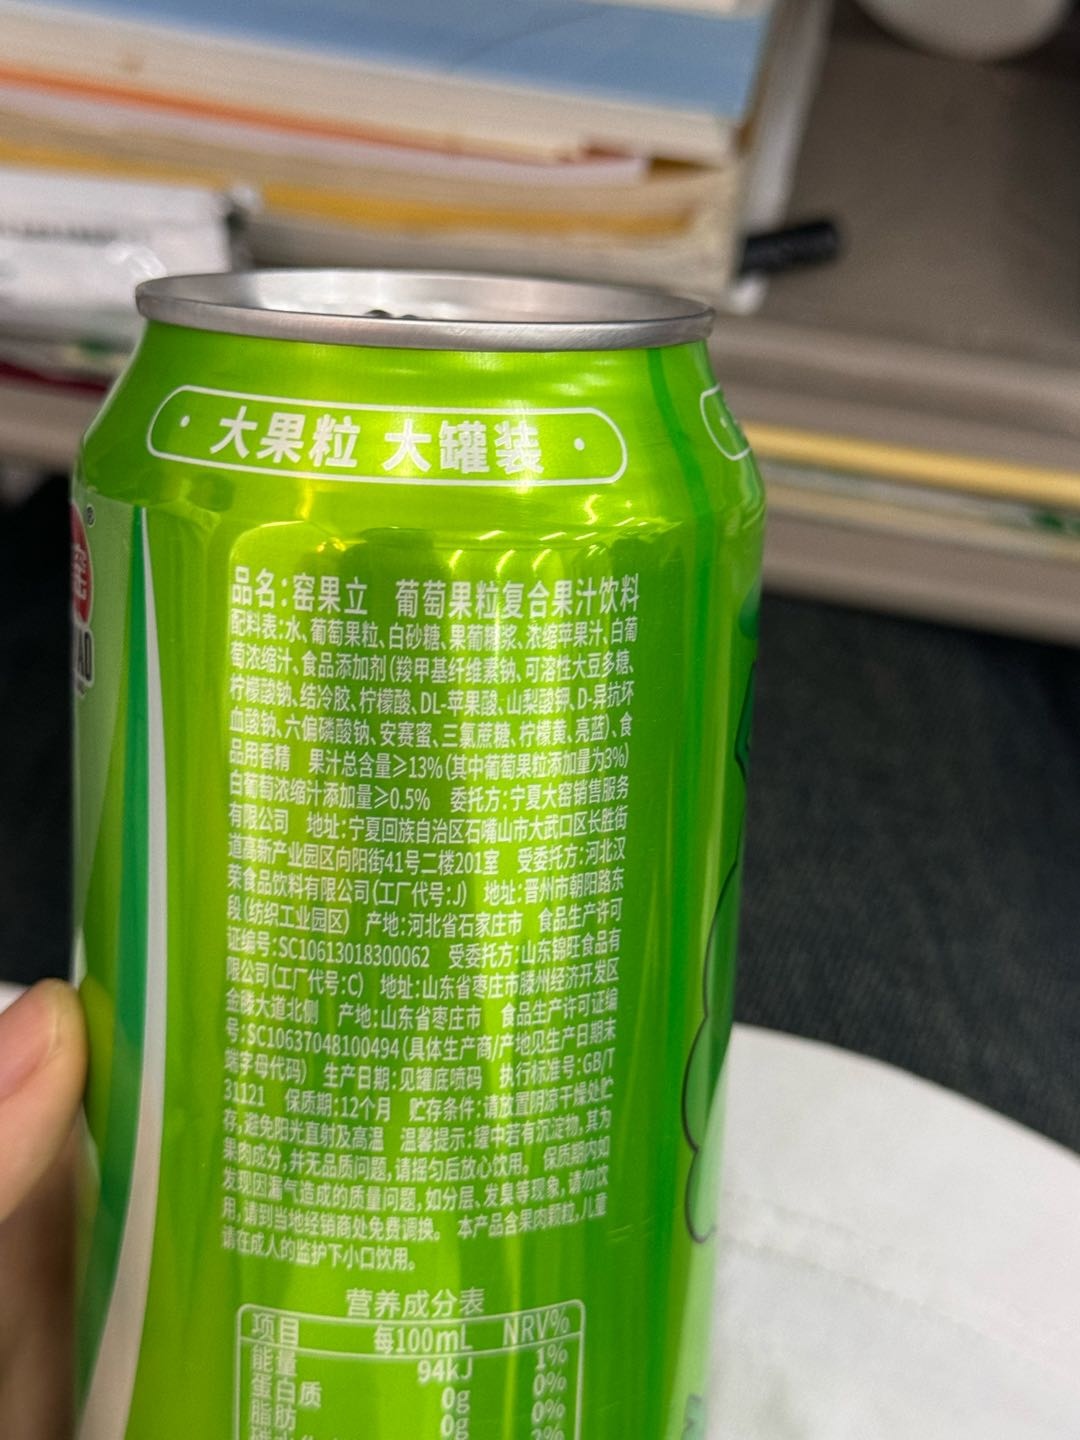 大果粒 大罐装
®
窑
AO
品名:窑果立 葡萄果粒复合果汁饮料
配料表:水、葡萄果粒、白砂糖、果葡糖浆、浓缩苹果汁、白葡
萄浓缩汁、食品添加剂(羧甲基纤维素钠、可溶性大豆多糖、
柠檬酸钠、结冷胶、柠檬酸、DL-苹果酸、山梨酸钾、D-异抗坏
血酸钠、六偏磷酸钠、安赛蜜、三氯蔗糖、柠檬黄、亮蓝)、食
品用香精 果汁总含量≥13%(其中葡萄果粒添加量为3%)
白葡萄浓缩汁添加量≥0.5% 委托方:宁夏大窑销售服务
有限公司 地址:宁夏回族自治区石嘴山市大武口区长胜街
道高新产业园区向阳街41号二楼201室 受委托方:河北汉
荣食品饮料有限公司(工厂代号:J) 地址:晋州市朝阳路东
段(纺织工业园区) 产地:河北省石家庄市 食品生产许可
证编号:SC10613018300062 受委托方:山东锦旺食品有
限公司(工厂代号:C) 地址:山东省枣庄市滕州经济开发区
金滕大道北侧 产地:山东省枣庄市 食品生产许可证编
号:SC10637048100494(具体生产商/产地见生产日期末
端字母代码) 生产日期:见罐底喷码 执行标准号:GB/T
31121 保质期:12个月 贮存条件:请放置阴凉干燥处贮
存,避免阳光直射及高温 温馨提示:罐中若有沉淀物,其为
果肉成分,并无品质问题,请摇匀后放心饮用。 保质期内如
发现因漏气造成的质量问题,如分层、发臭等现象,请勿饮
用,请到当地经销商处免费调换。 本产品含果肉颗粒,儿童
请在成人的监护下小口饮用。
营养成分表
项目 每100mL NRV%
能量 94kJ 1%
蛋白质 0g 0%
脂肪 0g 0%